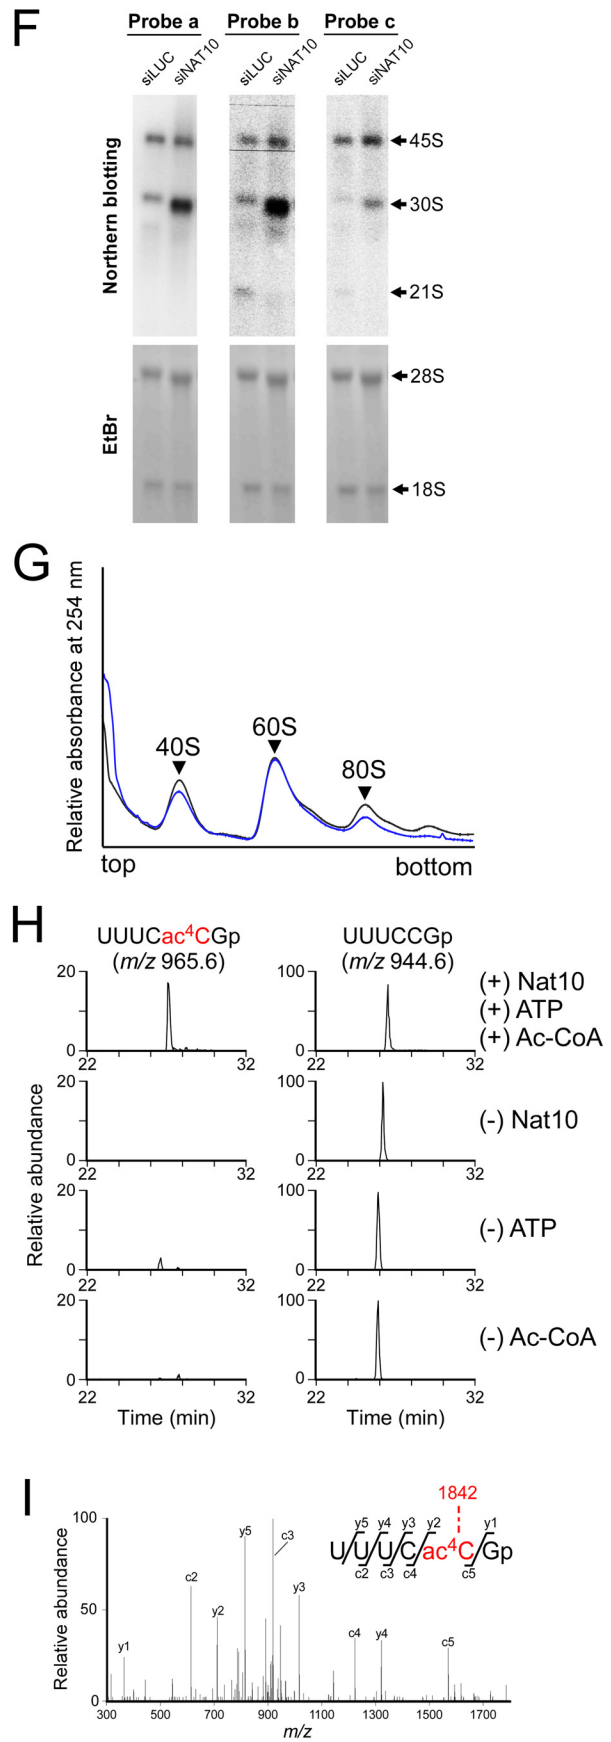 F
Probe a Probe b Probe c
siLUC siNAT10 siLUC siNAT10 siLUC siNAT10
Northern blotting
45S
30S
21S
EtBr
28S
18S
G
Relative absorbance at 254 nm
40S
60S
80S
top bottom
H
UUUCac⁴CGp UUUCCGp
(m/z 965.6) (m/z 944.6)
20 100
0 0
22 32 22 32
(+) Nat10
(+) ATP
(+) Ac-CoA
20 100
0 0
22 32 22 32
(-) Nat10
Relative abundance
20 100
0 0
22 32 22 32
(-) ATP
20 100
0 0
22 32 22 32
(-) Ac-CoA
Time (min) Time (min)
I
1842
y5 y4 y3 y2 y1
UUUCac⁴CGp
c2 c3 c4 c5
Relative abundance
100
50
0
y1 c2 y2 y5 c3 y3 c4 y4 c5
300 500 700 900 1100 1300 1500 1700
m/z